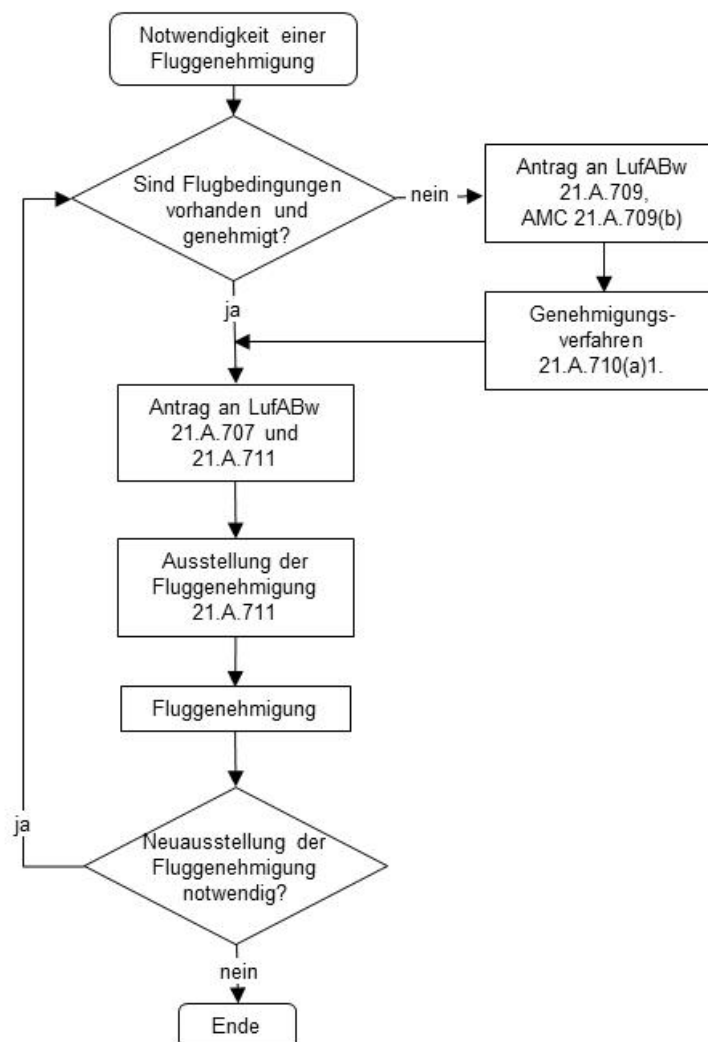 Notwendigkeit einer
Fluggenehmigung
Sind Flugbedingungen
vorhanden und
genehmigt?
nein
Antrag an LufABw
21.A.709,
AMC 21.A.709(b)
ja
Genehmigungs-
verfahren
21.A.710(a)1.
Antrag an LufABw
21.A.707 und
21.A.711
Ausstellung der
Fluggenehmigung
21.A.711
Fluggenehmigung
ja
Neuausstellung der
Fluggenehmigung
notwendig?
nein
Ende